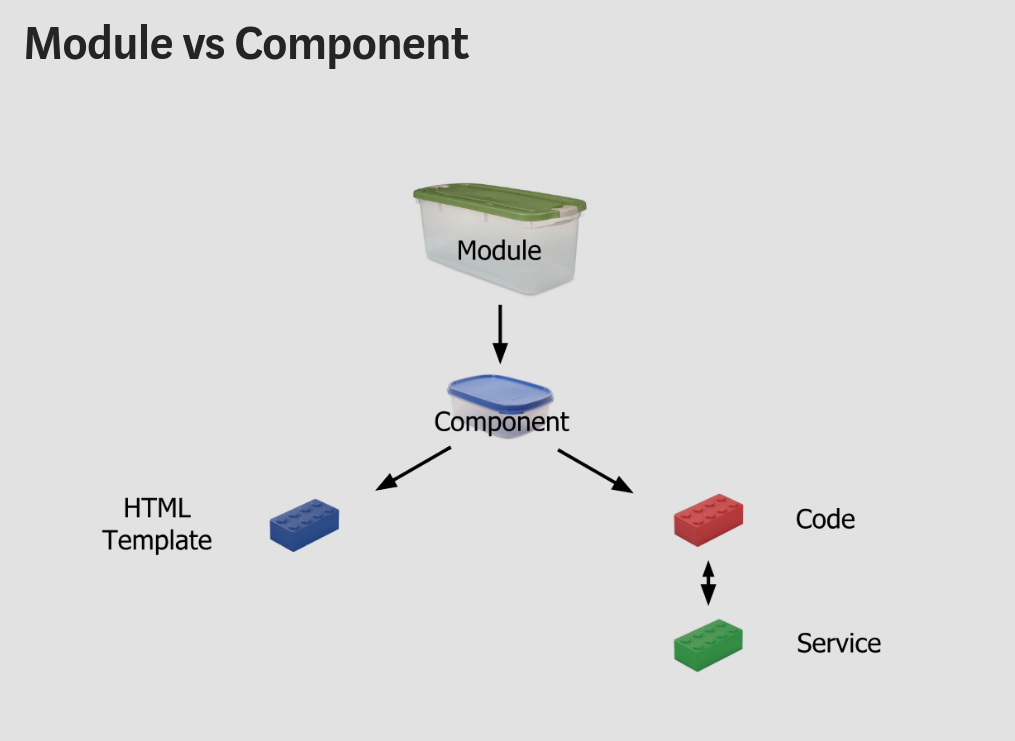 Module vs Component
Module
Component
HTML
Template
Code
Service